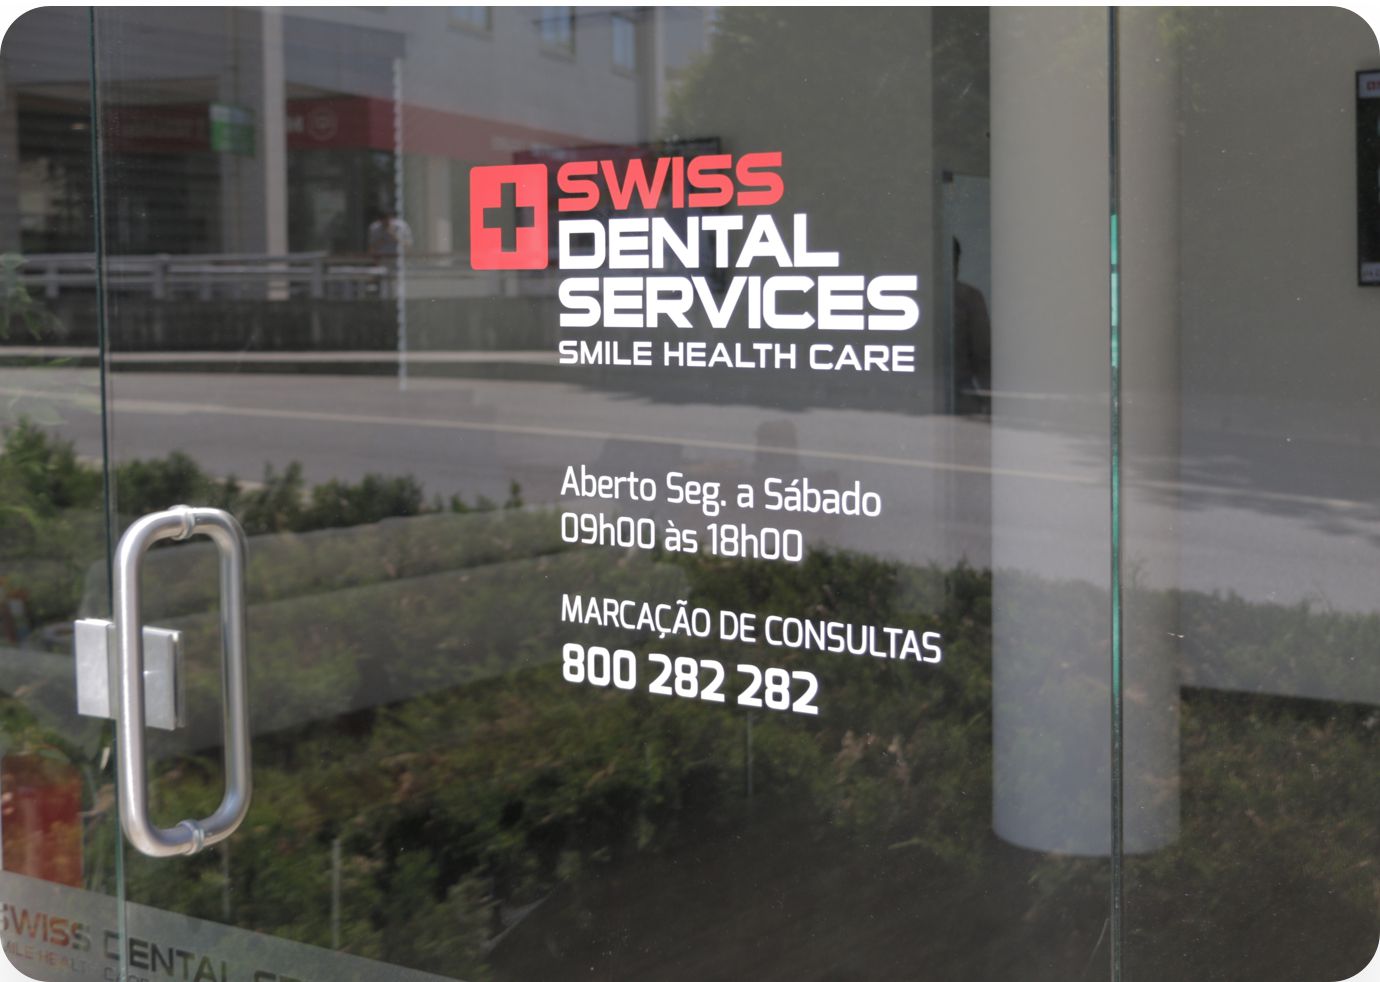 SWISS
DENTAL
SERVICES
SMILE HEALTH CARE
Aberto Seg. a Sábado
09h00 às 18h00
MARCAÇÃO DE CONSULTAS
800 282 282
SWISS DENTAL